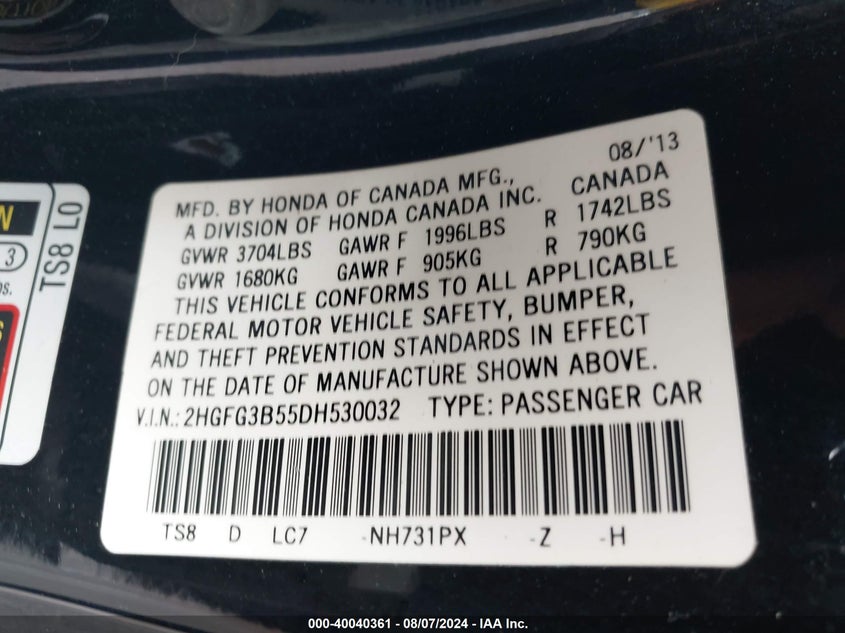 08/'13
MFD. BY HONDA OF CANADA MFG., CANADA
A DIVISION OF HONDA CANADA INC.
GVWR 3704LBS GAWR F 1996LBS R 1742LBS
GVWR 1680KG GAWR F 905KG R 790KG
THIS VEHICLE CONFORMS TO ALL APPLICABLE
FEDERAL MOTOR VEHICLE SAFETY, BUMPER,
AND THEFT PREVENTION STANDARDS IN EFFECT
ON THE DATE OF MANUFACTURE SHOWN ABOVE.
V.I.N.: 2HGFG3B55DH530032 TYPE: PASSENGER CAR
TS8 D LC7 -NH731PX -Z -H
N
3
TS8 L0
000-40040361 - 08/07/2024 - IAA Inc.